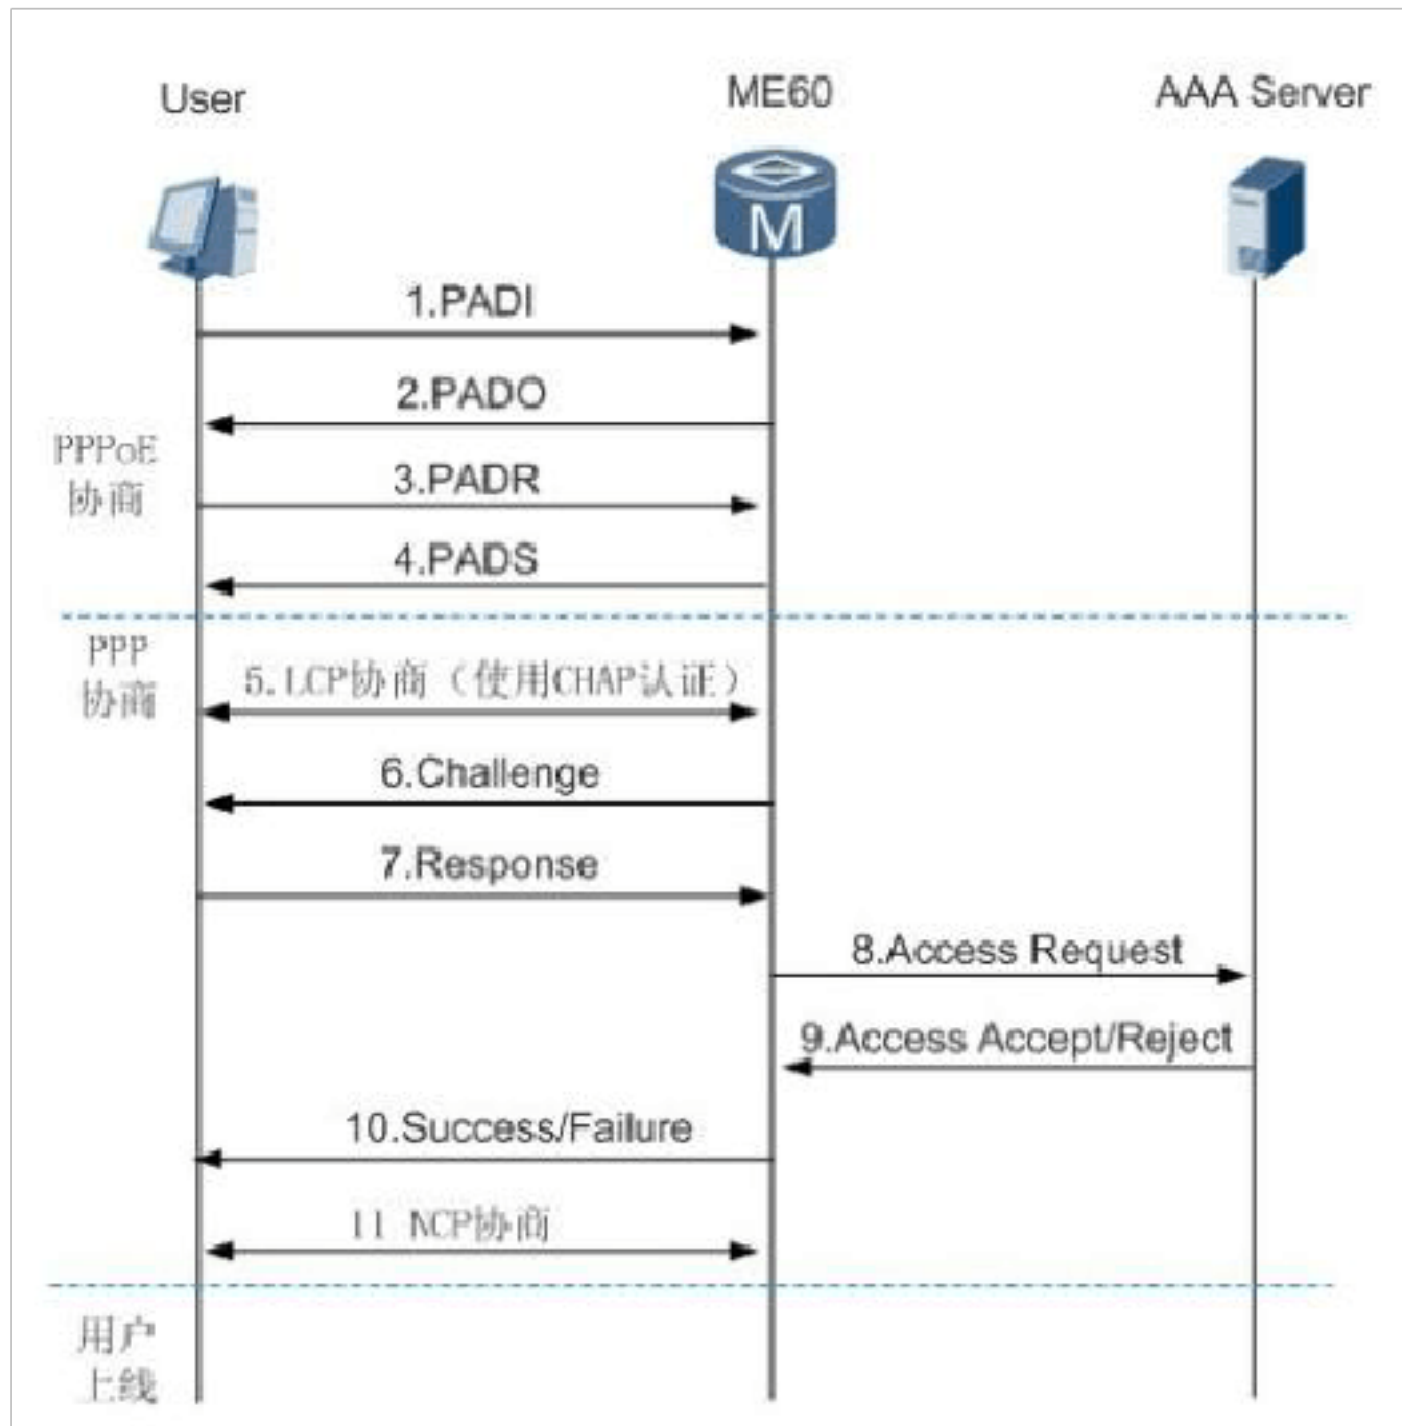 User
ME60
AAA Server
M
1.PADI
2.PADO
PPPoE
协商
3.PADR
4.PADS
PPP
协商
5.LCP协商（使用CHAP认证）
6.Challenge
7.Response
8.Access Request
9.Access Accept/Reject
10.Success/Failure
11 NCP协商
用户
上线